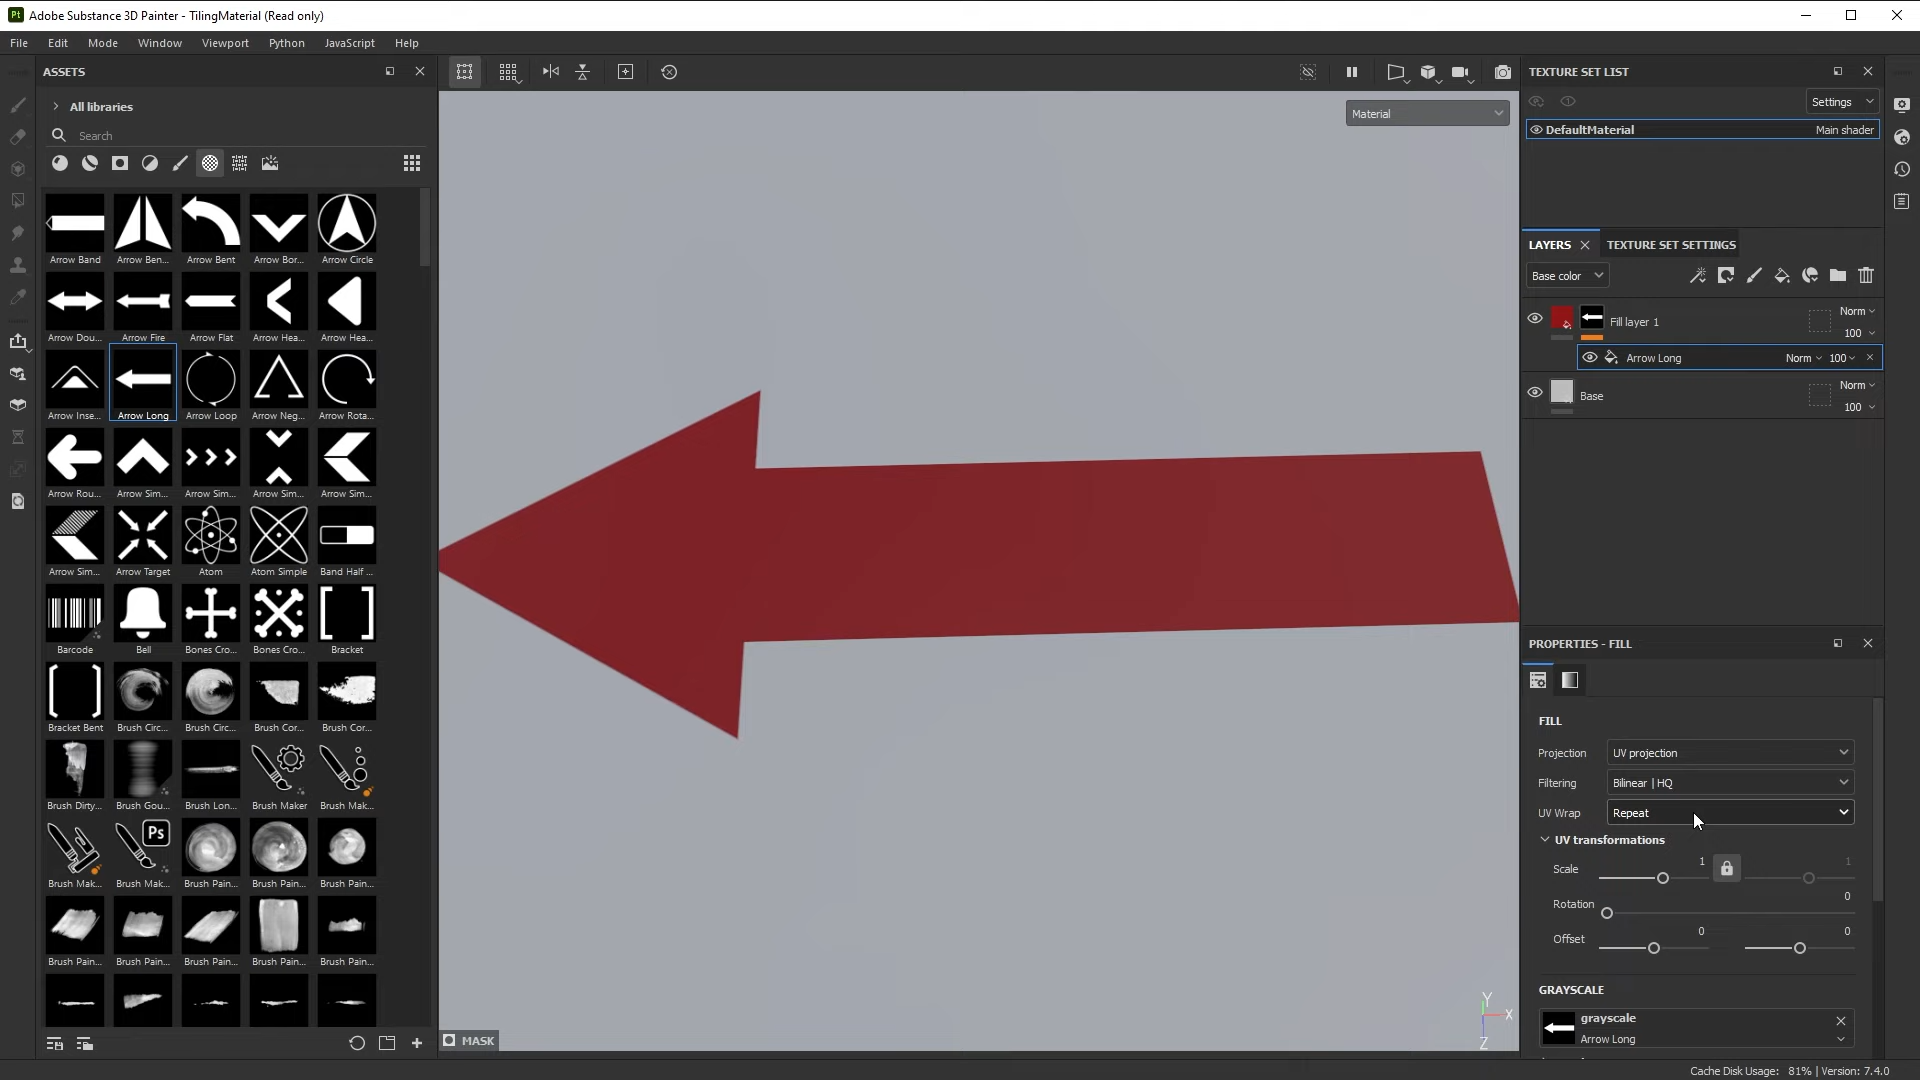 Pt Adobe Substance 3D Painter - TilingMaterial (Read only)
File Edit Mode Window Viewport Python JavaScript Help
ASSETS
All libraries
Search
Arrow Band Arrow Ben... Arrow Bent Arrow Bor... Arrow Circle
Arrow Dou... Arrow Fire Arrow Flat Arrow Hea... Arrow Hea...
Arrow Inse... Arrow Long Arrow Loop Arrow Neg... Arrow Rota...
Arrow Rou... Arrow Sim... Arrow Sim... Arrow Sim... Arrow Sim...
Arrow Sim... Arrow Target Atom Atom Simple Band Half ...
Barcode Bell Bones Cro... Bones Cro... Bracket
Bracket Bent Brush Circ... Brush Circ... Brush Cor... Brush Cor...
Brush Dirty... Brush Gou... Brush Lon... Brush Maker Brush Mak...
Ps
Brush Mak... Brush Mak... Brush Pain... Brush Pain... Brush Pain...
Brush Pain... Brush Pain... Brush Pain... Brush Pain... Brush Pain...
Material
Y
X
Z
MASK
TEXTURE SET LIST
Settings
DefaultMaterial Main shader
LAYERS TEXTURE SET SETTINGS
Base color
Fill layer 1 Norm
100
Arrow Long Norm 100
Base Norm
100
PROPERTIES - FILL
FILL
Projection UV projection
Filtering Bilinear | HQ
UV Wrap Repeat
UV transformations
Scale 1 1
Rotation 0
Offset 0 0
GRAYSCALE
grayscale
Arrow Long
Cache Disk Usage: 81% | Version: 7.4.0